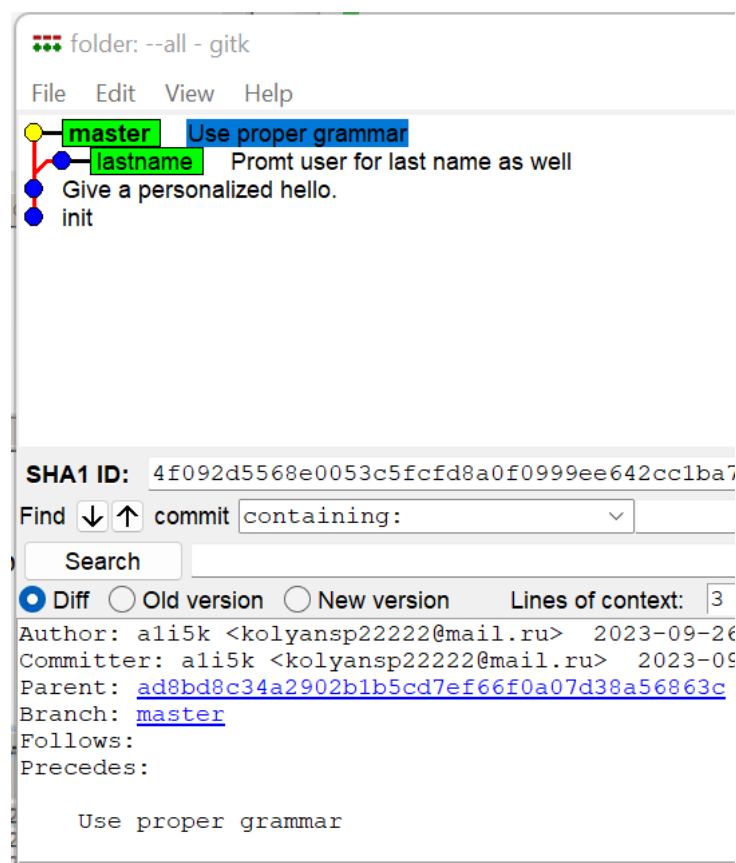 folder: --all - gitk
File Edit View Help
master Use proper grammar
lastname Promt user for last name as well
Give a personalized hello.
init
SHA1 ID: 4f092d5568e0053c5fcfd8a0f0999ee642cc1ba7
Find commit containing:
Search
Diff Old version New version Lines of context: 3
Author: a1i5k <kolyansp22222@mail.ru> 2023-09-26
Committer: a1i5k <kolyansp22222@mail.ru> 2023-09
Parent: ad8bd8c34a2902b1b5cd7ef66f0a07d38a56863c
Branch: master
Follows:
Precedes:
Use proper grammar